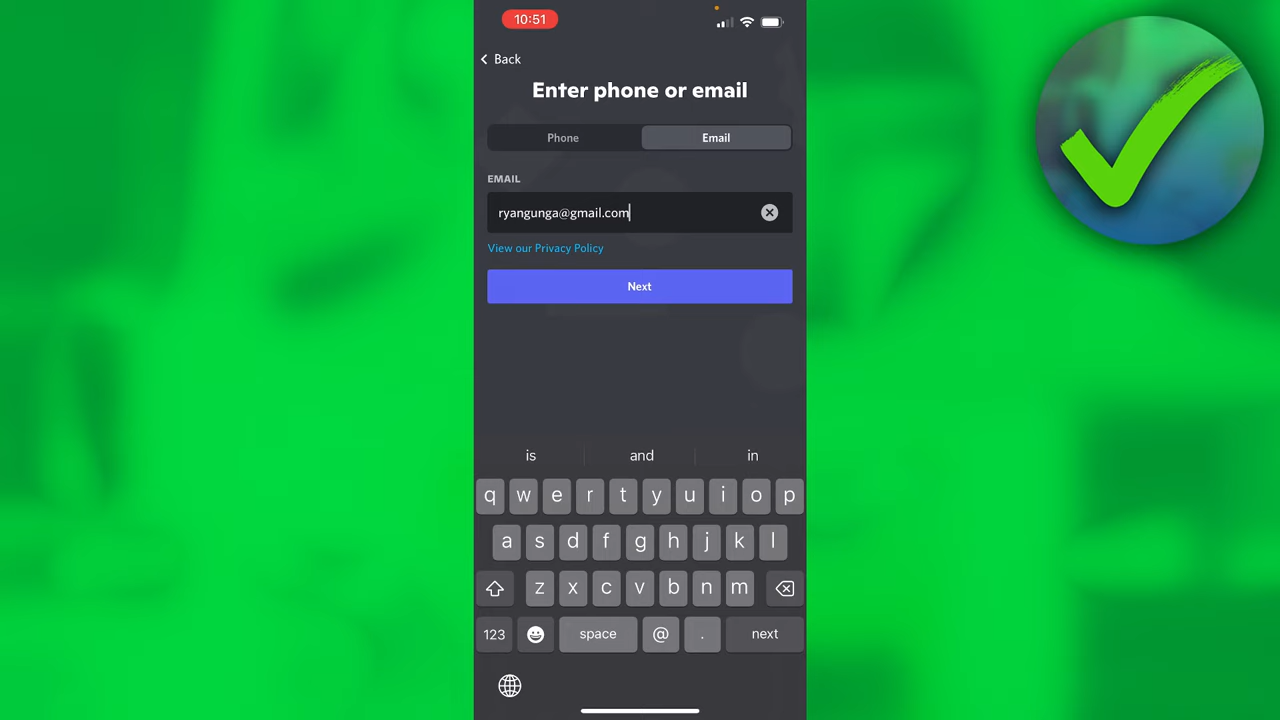 10:51
Back
Enter phone or email
Phone Email
EMAIL
ryangunga@gmail.com
View our Privacy Policy
Next
is and in
q w e r t y u i o p
a s d f g h j k l
z x c v b n m
123 space @ . next